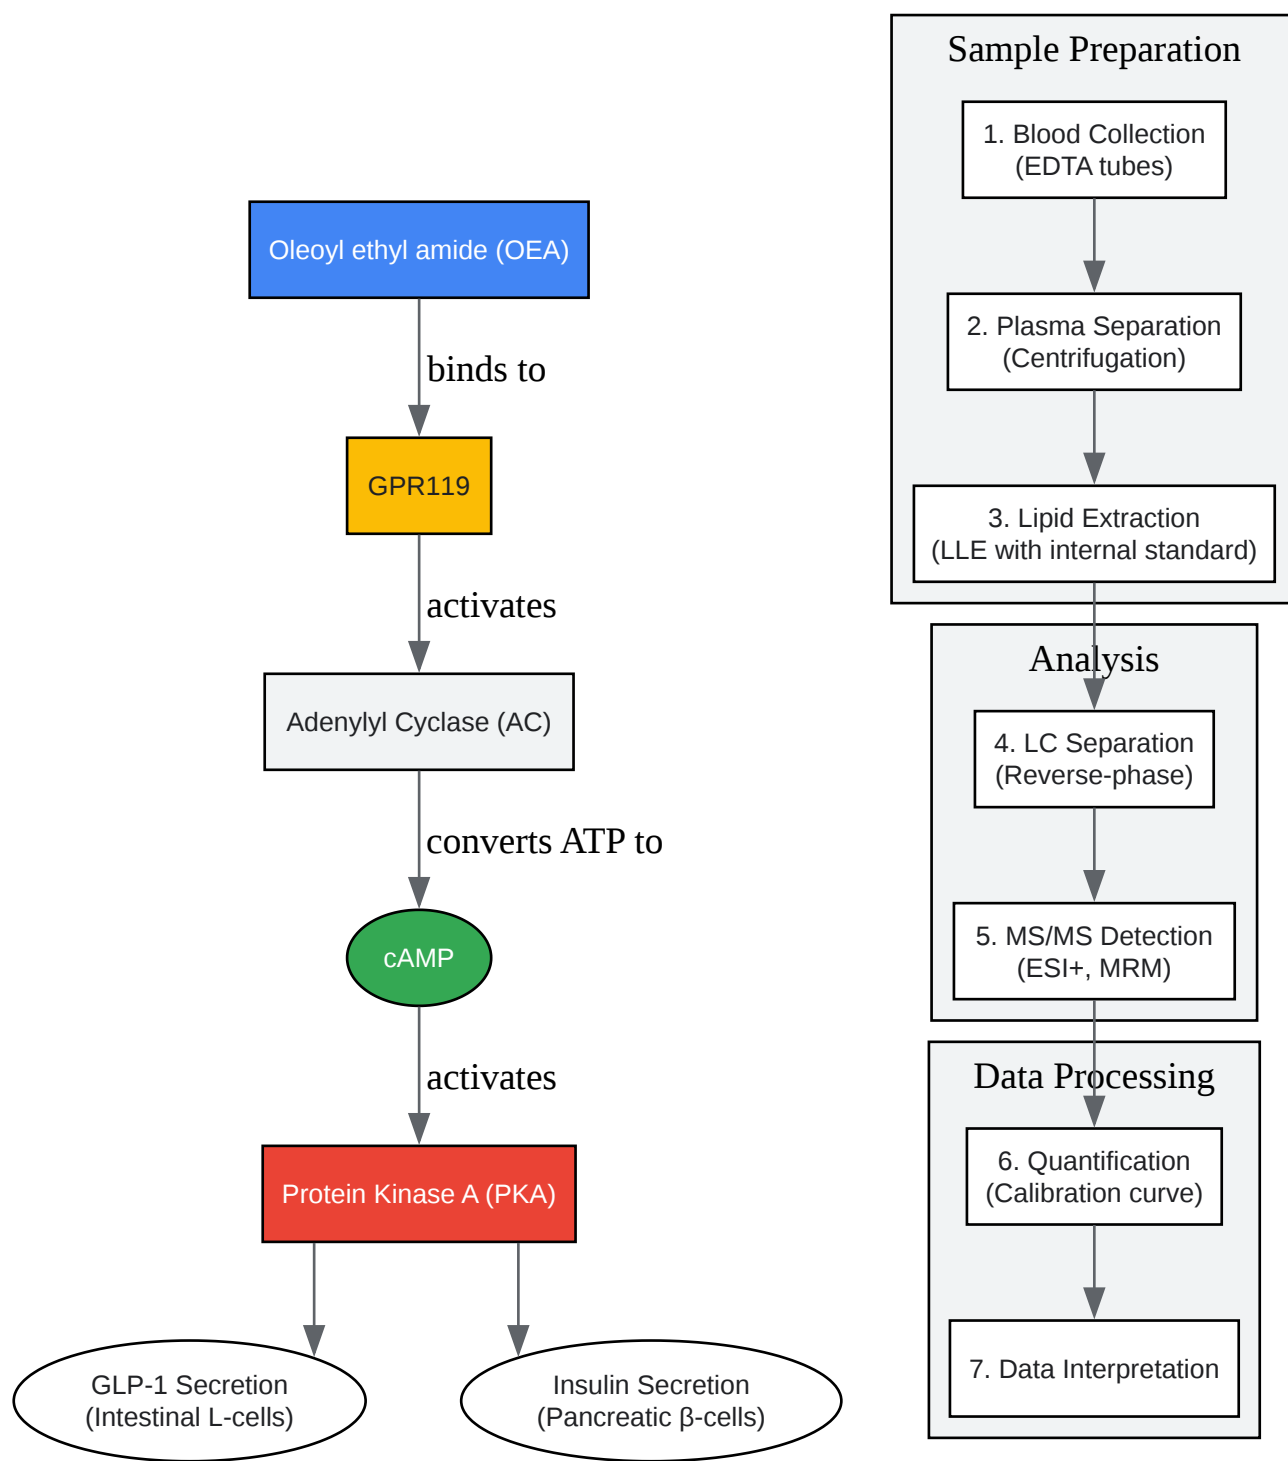 Oleoyl ethyl amide (OEA)
binds to
GPR119
activates
Adenylyl Cyclase (AC)
converts ATP to
cAMP
activates
Protein Kinase A (PKA)
GLP-1 Secretion
(Intestinal L-cells)
Insulin Secretion
(Pancreatic β-cells)
Sample Preparation
1. Blood Collection
(EDTA tubes)
2. Plasma Separation
(Centrifugation)
3. Lipid Extraction
(LLE with internal standard)
Analysis
4. LC Separation
(Reverse-phase)
5. MS/MS Detection
(ESI+, MRM)
Data Processing
6. Quantification
(Calibration curve)
7. Data Interpretation